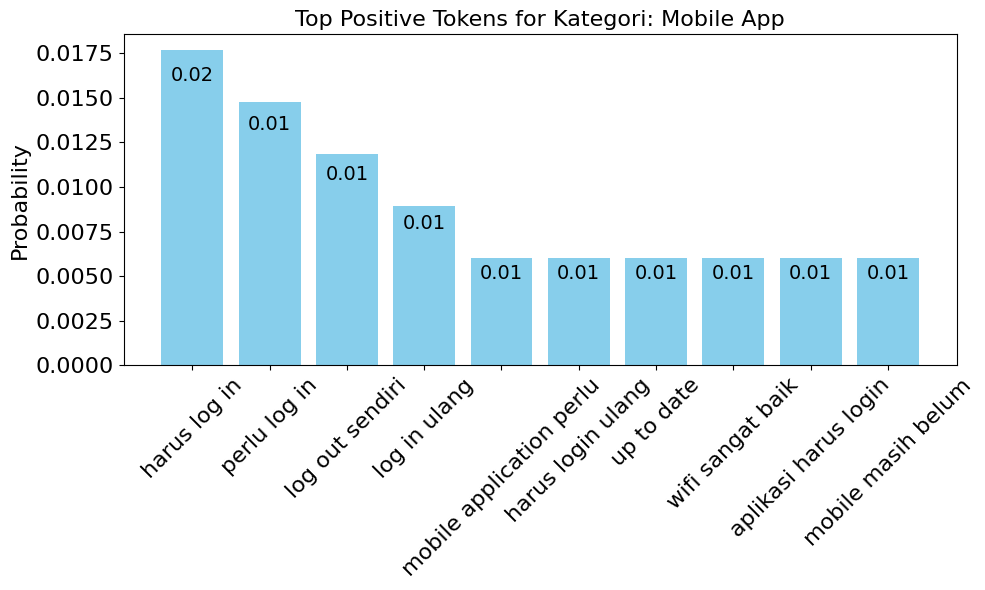 Top Positive Tokens for Kategori: Mobile App
Probability
0.0175
0.0150
0.0125
0.0100
0.0075
0.0050
0.0025
0.0000
0.02
0.01
0.01
0.01
0.01
0.01
0.01
0.01
0.01
0.01
harus log in
perlu log in
log out sendiri
log in ulang
mobile application perlu
harus login ulang
up to date
wifi sangat baik
aplikasi harus login
mobile masih belum